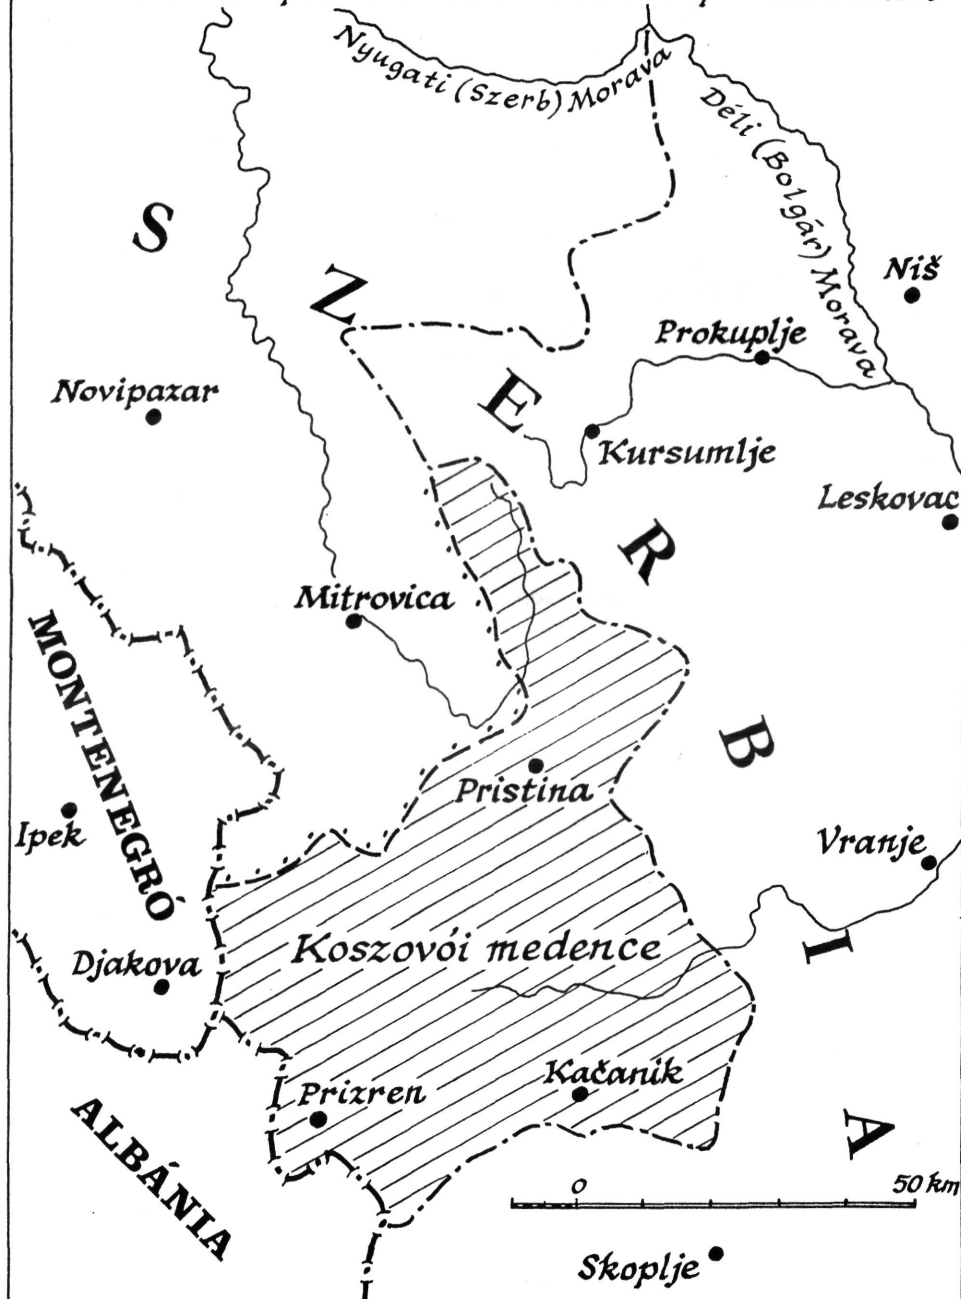 Nyugati (Szerb) Morava
Déli (Bolgár) Morava
SZERBIA
Niš
Prokuplje
Novipazar
Kursumlje
Leskovac
Mitrovica
MONTENEGRÓ
Pristina
Ipek
Vranje
Koszovói medence
Djakova
Kačanik
Prizren
ALBÁNIA
0 50 km
Skoplje